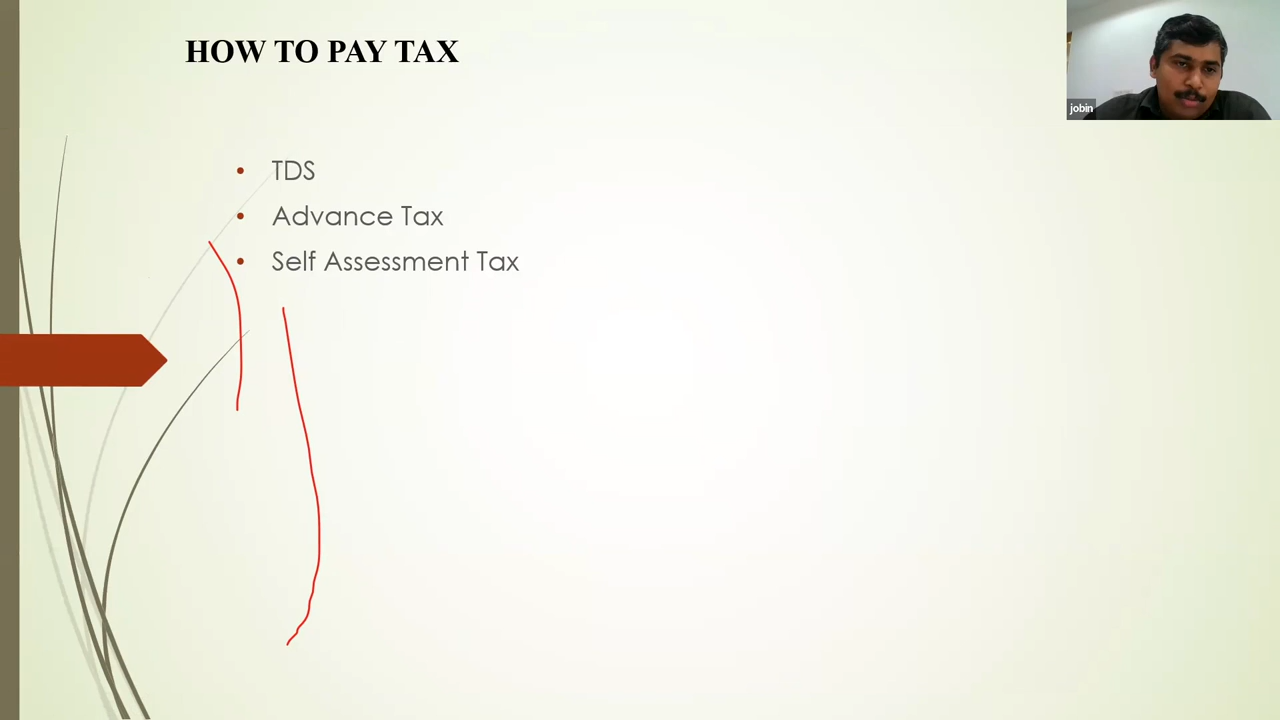 HOW TO PAY TAX
jobin
• TDS
• Advance Tax
• Self Assessment Tax